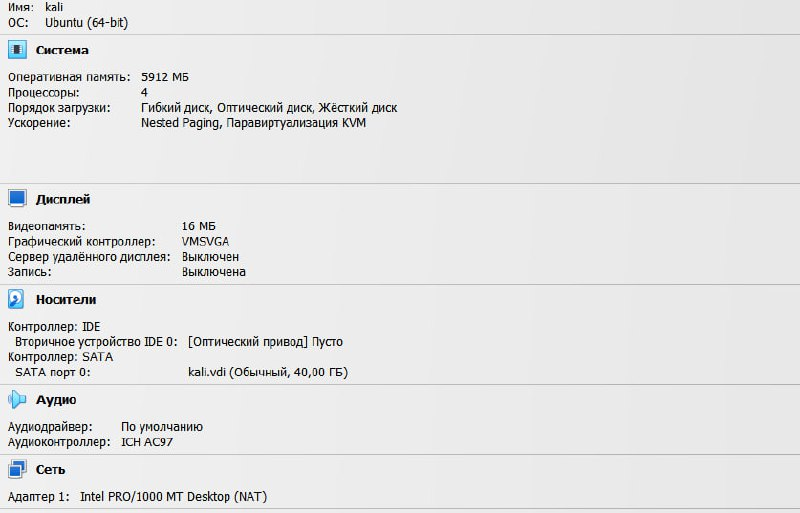 Имя: kali
ОС: Ubuntu (64-bit)
Система
Оперативная память: 5912 МБ
Процессоры: 4
Порядок загрузки: Гибкий диск, Оптический диск, Жёсткий диск
Ускорение: Nested Paging, Паравиртуализация KVM
Дисплей
Видеопамять: 16 МБ
Графический контроллер: VMSVGA
Сервер удалённого дисплея: Выключен
Запись: Выключена
Носители
Контроллер: IDE
Вторичное устройство IDE 0: [Оптический привод] Пусто
Контроллер: SATA
SATA порт 0: kali.vdi (Обычный, 40,00 ГБ)
Аудио
Аудиодрайвер: По умолчанию
Аудиоконтроллер: ICH AC97
Сеть
Адаптер 1: Intel PRO/1000 MT Desktop (NAT)